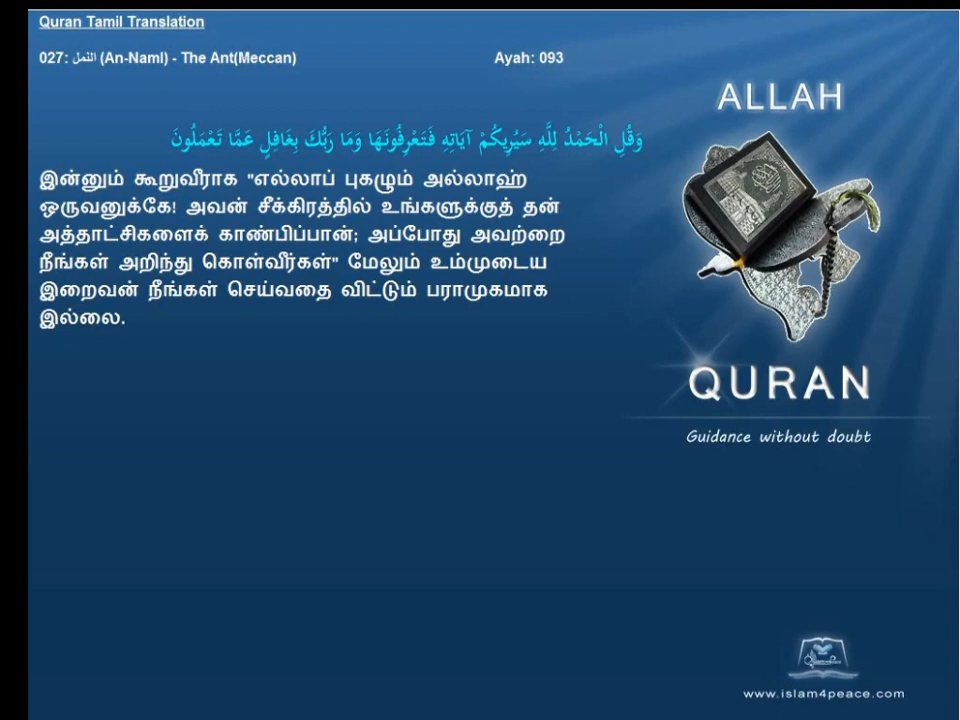 Quran Tamil Translation
027: النمل (An-Naml) - The Ant(Meccan) Ayah: 093
وَقُلِ الْحَمْدُ لِلَّهِ سَيُرِيكُمْ آيَاتِهِ فَتَعْرِفُونَهَا وَمَا رَبُّكَ بِغَافِلٍ عَمَّا تَعْمَلُونَ
இன்னும் கூறுவீராக "எல்லாப் புகழும் அல்லாஹ்
ஒருவனுக்கே! அவன் சீக்கிரத்தில் உங்களுக்குத் தன்
அத்தாட்சிகளைக் காண்பிப்பான்; அப்போது அவற்றை
நீங்கள் அறிந்து கொள்வீர்கள்" மேலும் உம்முடைய
இறைவன் நீங்கள் செய்வதை விட்டும் பராமுகமாக
இல்லை.
ALLAH
QURAN
Guidance without doubt
www.islam4peace.com